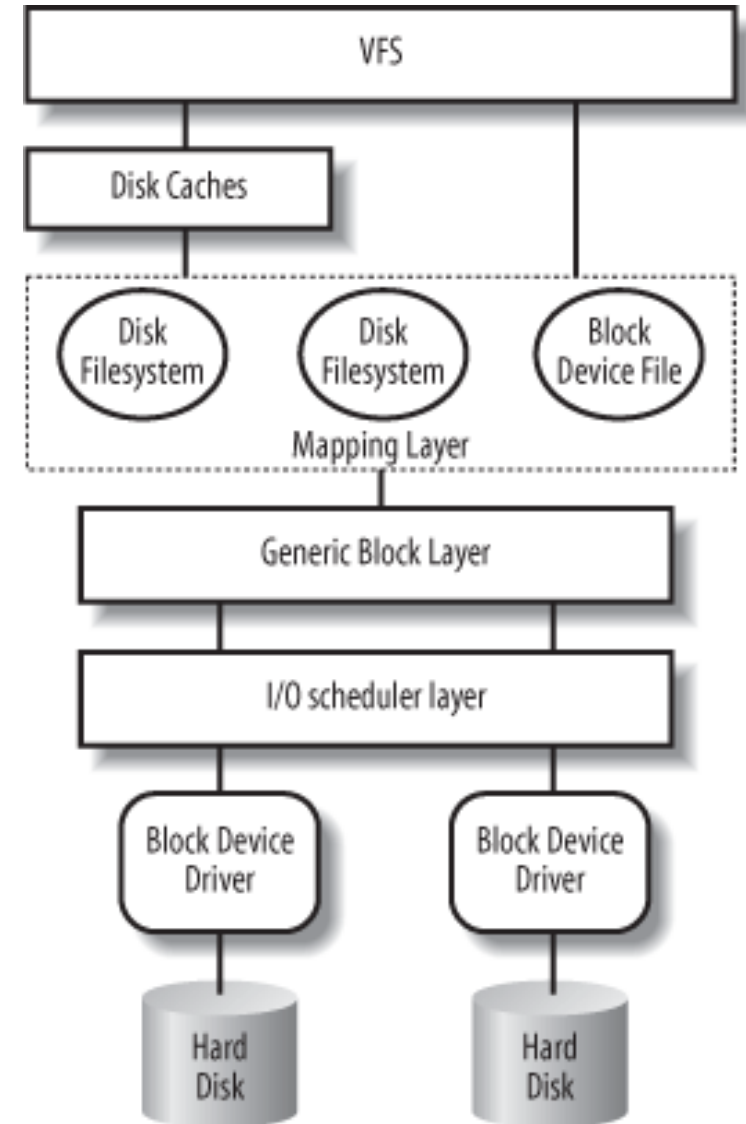 VFS
Disk Caches
Disk
Filesystem
Disk
Filesystem
Block
Device File
Mapping Layer
Generic Block Layer
I/O scheduler layer
Block Device
Driver
Block Device
Driver
Hard
Disk
Hard
Disk